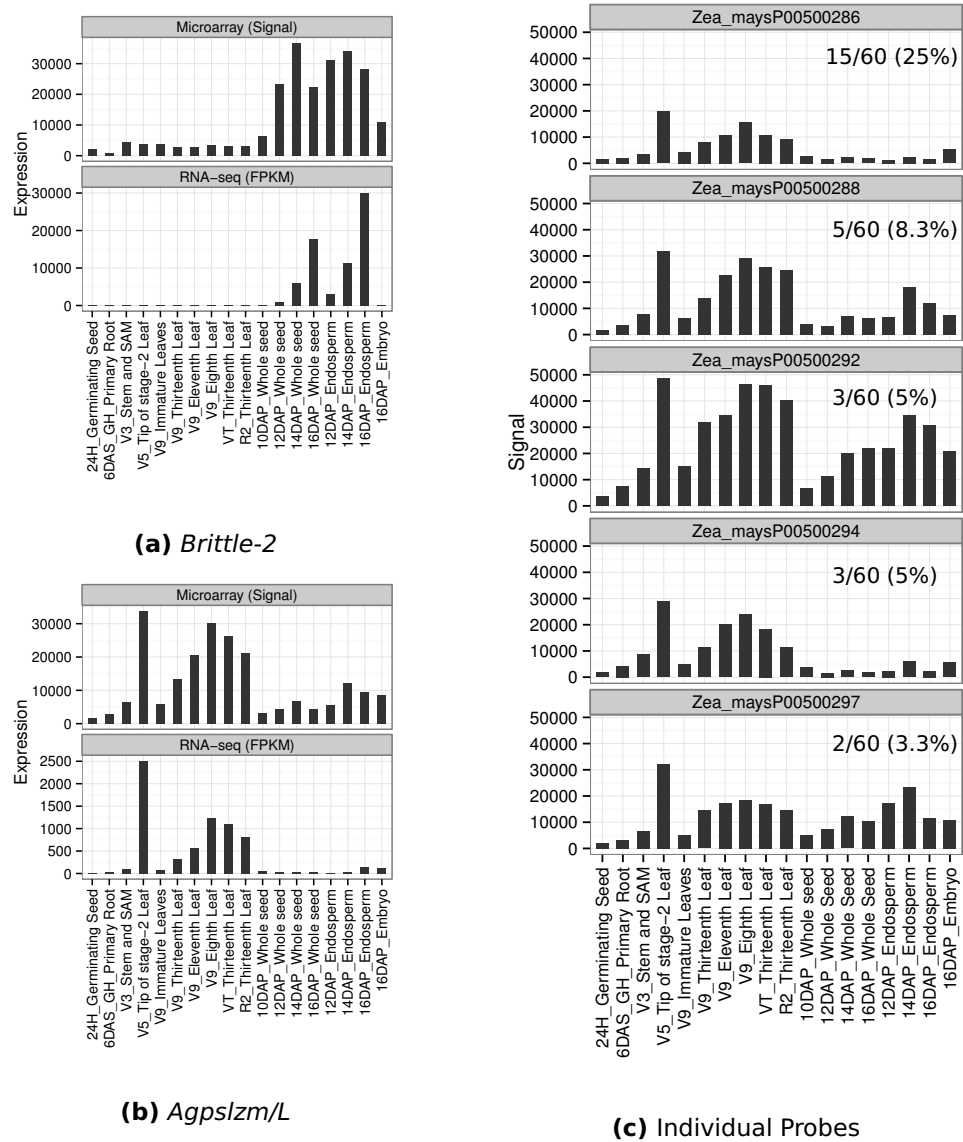 Microarray (Signal)
30000
20000
10000
0
RNA−seq (FPKM)
30000
20000
10000
0
Expression
24H_Germinating Seed
6DAS_GH_Primary Root
V3_Stem and SAM
V5_Tip of stage−2 Leaf
V9_Immature Leaves
V9_Thirteenth Leaf
V9_Eleventh Leaf
V9_Eighth Leaf
VT_Thirteenth Leaf
R2_Thirteenth Leaf
10DAP_Whole seed
12DAP_Whole seed
14DAP_Whole seed
16DAP_Whole seed
12DAP_Endosperm
14DAP_Endosperm
16DAP_Endosperm
16DAP_Embryo
(a) Brittle-2
Microarray (Signal)
30000
20000
10000
0
RNA−seq (FPKM)
2500
2000
1500
1000
500
0
Expression
24H_Germinating Seed
6DAS_GH_Primary Root
V3_Stem and SAM
V5_Tip of stage−2 Leaf
V9_Immature Leaves
V9_Thirteenth Leaf
V9_Eleventh Leaf
V9_Eighth Leaf
VT_Thirteenth Leaf
R2_Thirteenth Leaf
10DAP_Whole seed
12DAP_Whole seed
14DAP_Whole seed
16DAP_Whole seed
12DAP_Endosperm
14DAP_Endosperm
16DAP_Endosperm
16DAP_Embryo
(b) Agpslzm/L
Zea_maysP00500286
15/60 (25%)
50000
40000
30000
20000
10000
0
Zea_maysP00500288
5/60 (8.3%)
50000
40000
30000
20000
10000
0
Zea_maysP00500292
3/60 (5%)
50000
40000
30000
20000
10000
0
Signal
Zea_maysP00500294
3/60 (5%)
50000
40000
30000
20000
10000
0
Zea_maysP00500297
2/60 (3.3%)
50000
40000
30000
20000
10000
0
24H_Germinating Seed
6DAS_GH_Primary Root
V3_Stem and SAM
V5_Tip of stage−2 Leaf
V9_Immature Leaves
V9_Thirteenth Leaf
V9_Eleventh Leaf
V9_Eighth Leaf
VT_Thirteenth Leaf
R2_Thirteenth Leaf
10DAP_Whole seed
12DAP_Whole Seed
14DAP_Whole Seed
16DAP_Whole Seed
12DAP_Endosperm
14DAP_Endosperm
16DAP_Endosperm
16DAP_Embryo
(c) Individual Probes